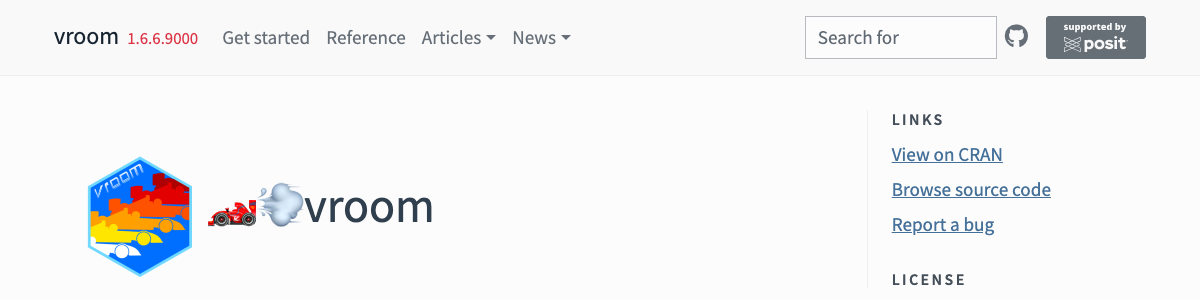 vroom 1.6.6.9000 Get started Reference Articles News Search for supported by posit
vroom
vroom
LINKS
View on CRAN
Browse source code
Report a bug
LICENSE